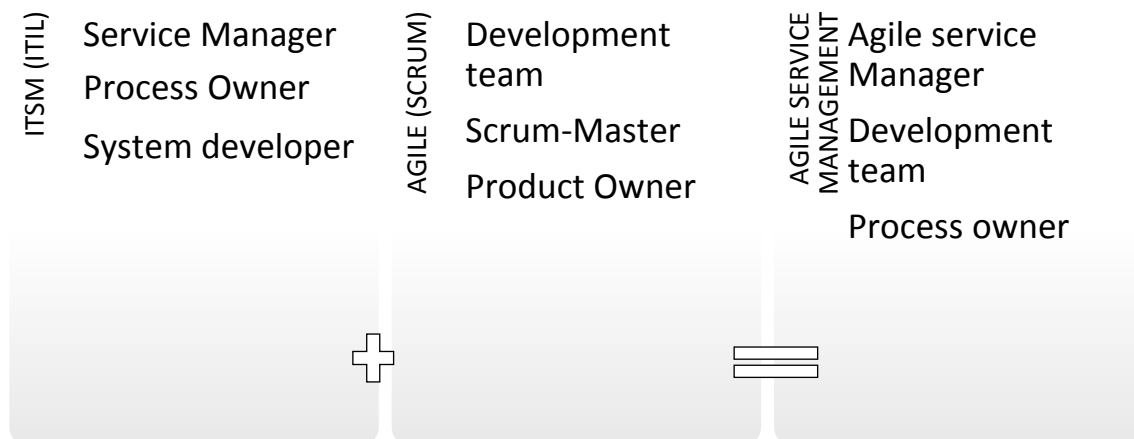 ITSM (ITIL)
Service Manager
Process Owner
System developer
AGILE (SCRUM)
Development
team
Scrum-Master
Product Owner
AGILE SERVICE
MANAGEMENT
Agile service
Manager
Development
team
Process owner